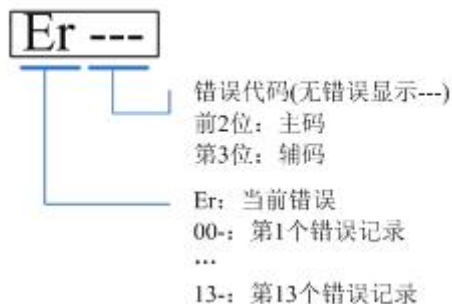 Er ---
错误代码(无错误显示---)
前2位：主码
第3位：辅码
Er：当前错误
00-：第1个错误记录
…
13-：第13个错误记录